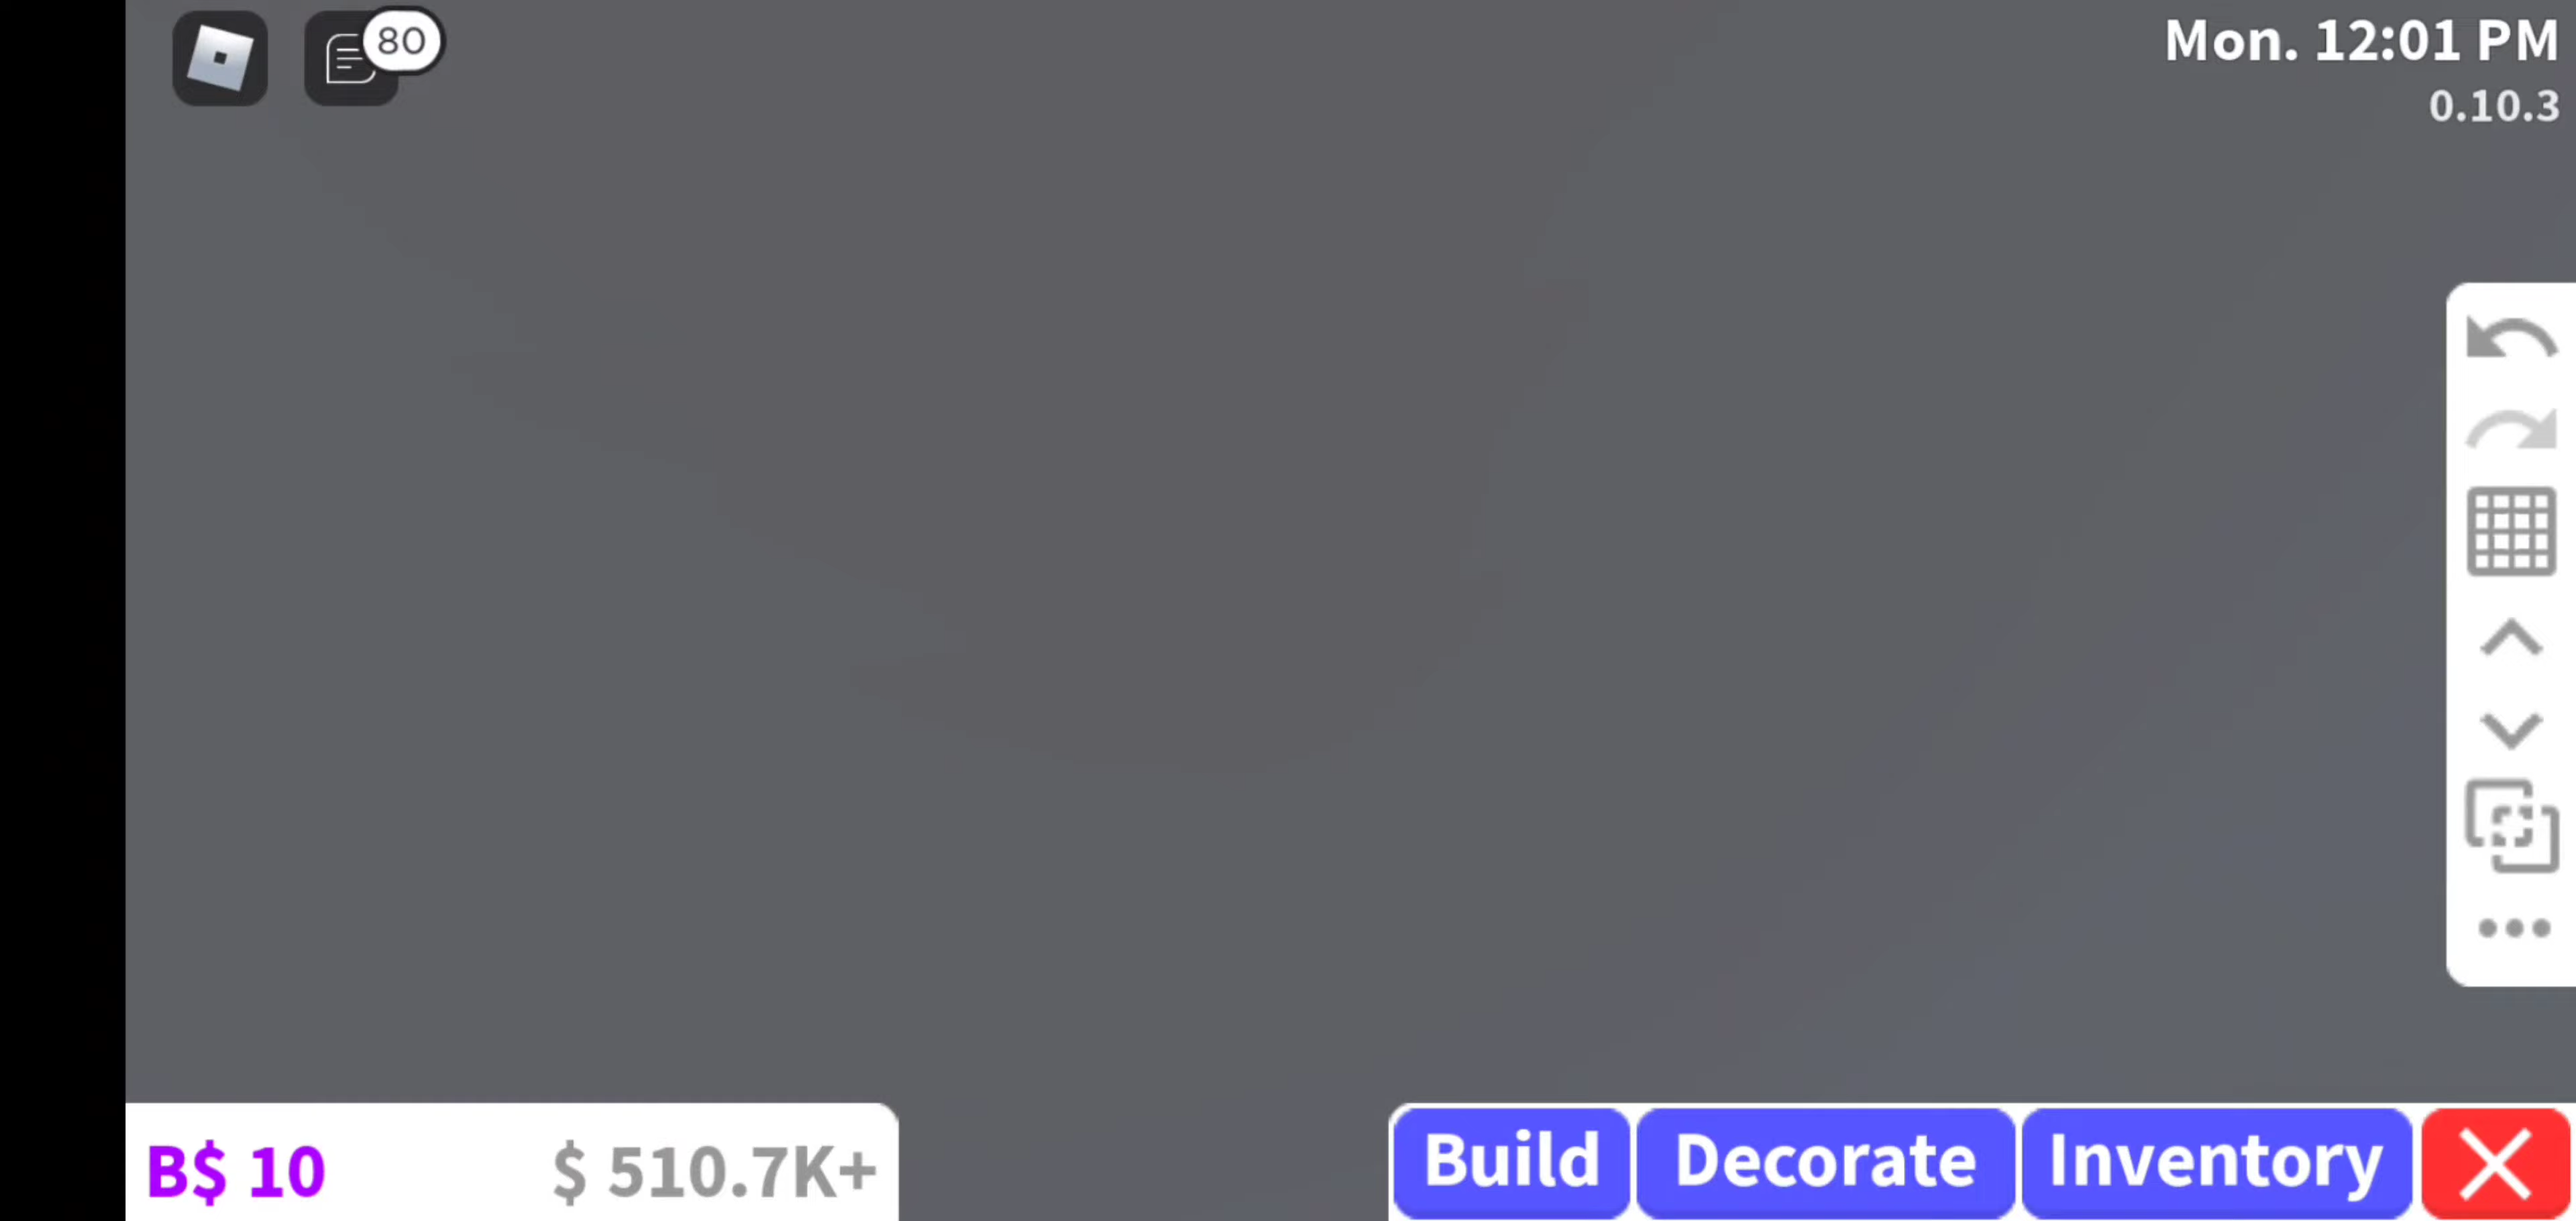 80
Mon. 12:01 PM
0.10.3
B$ 10
$ 510.7K+
Build
Decorate
Inventory